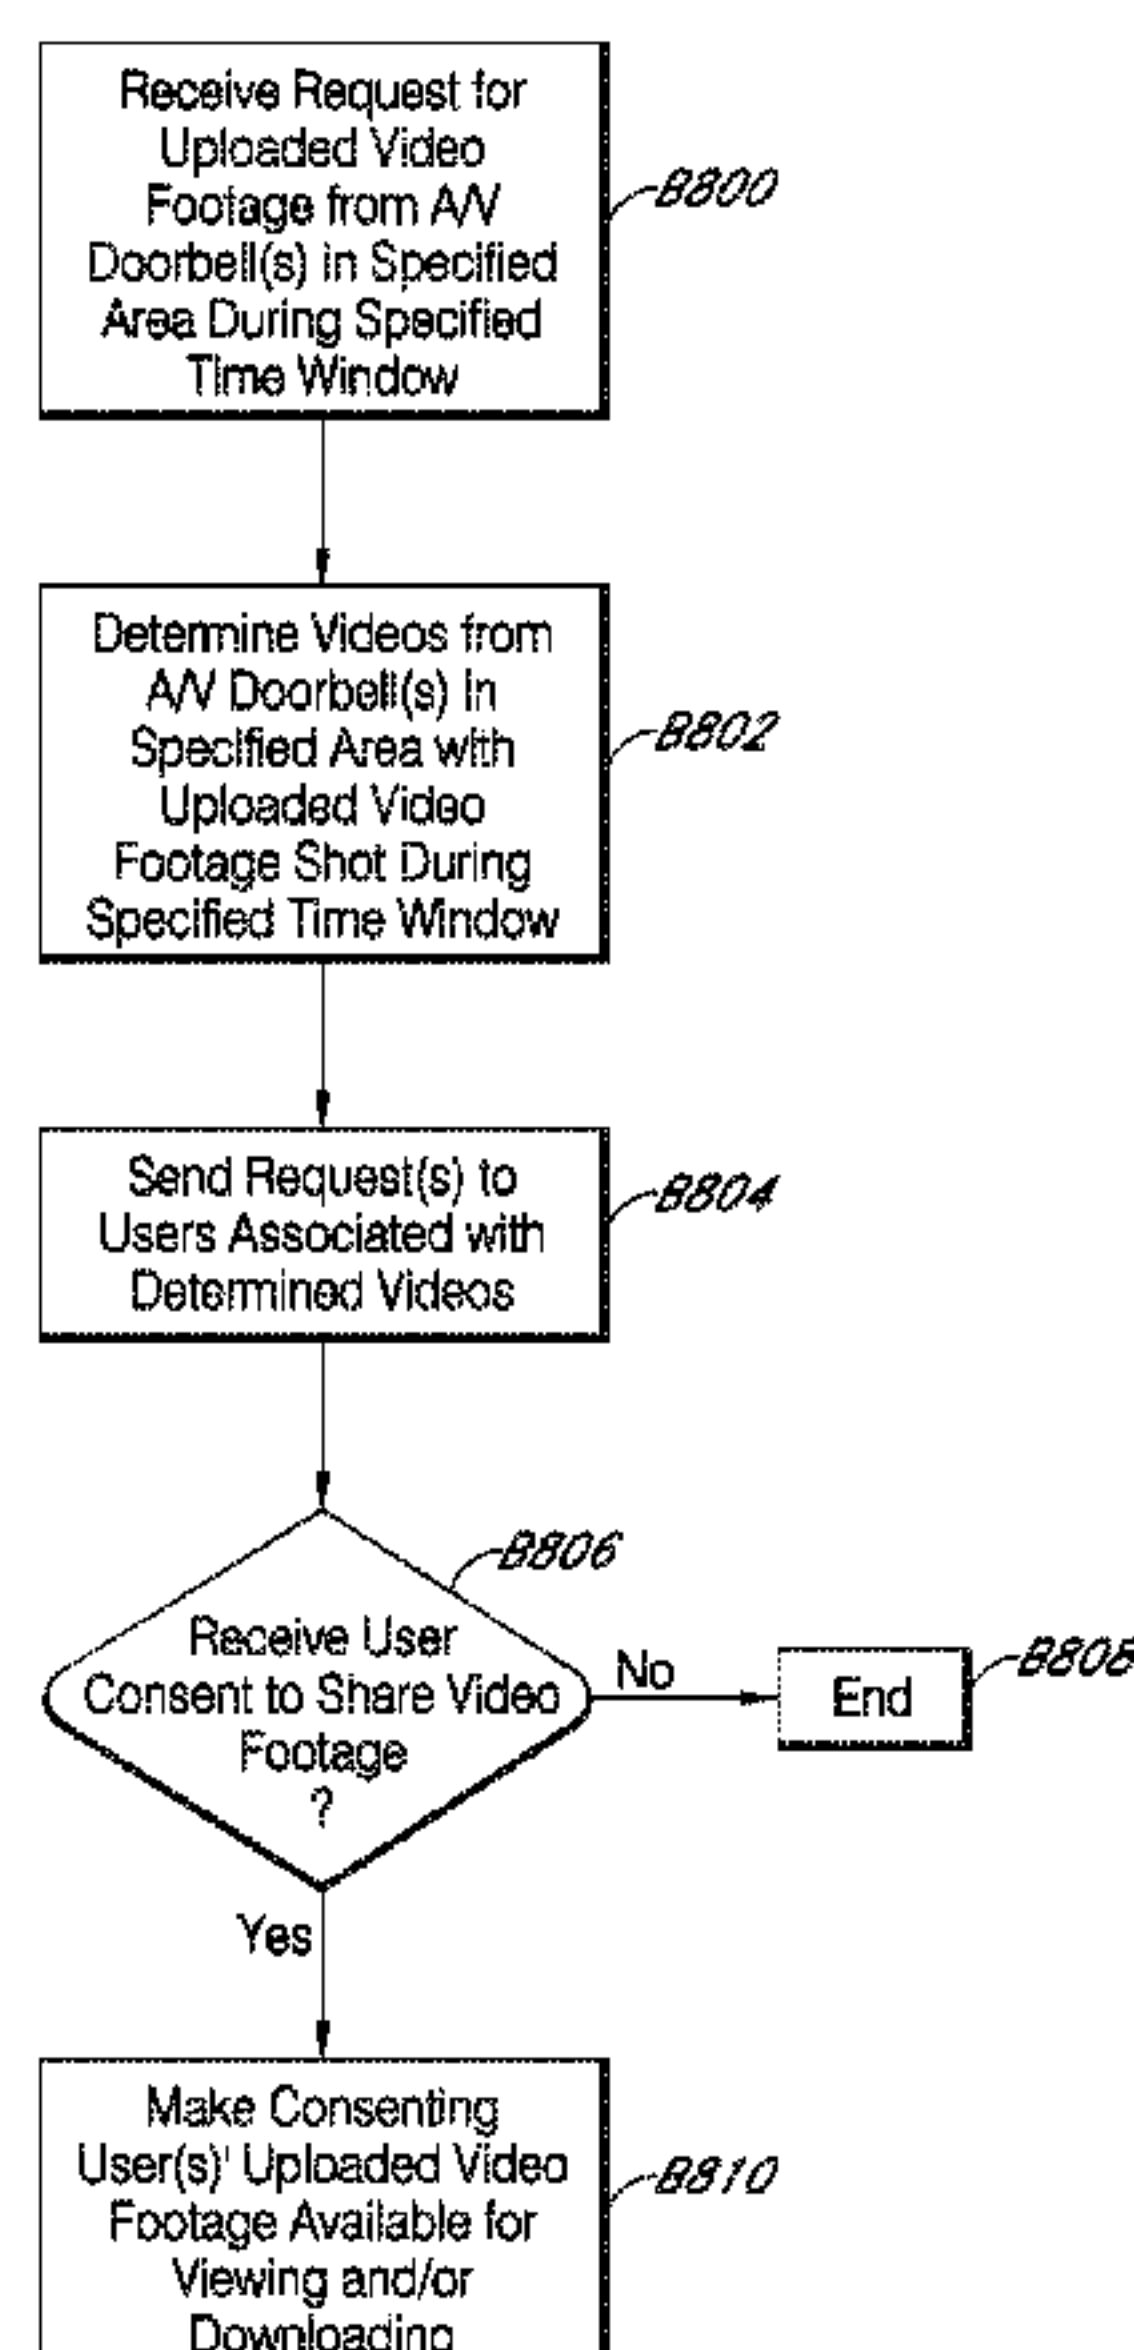 Receive Request for
Uploaded Video
Footage from A/V
Doorbell(s) in Specified
Area During Specified
Time Window
B800
Determine Videos from
A/V Doorbell(s) in
Specified Area with
Uploaded Video
Footage Shot During
Specified Time Window
B802
Send Request(s) to
Users Associated with
Determined Videos
B804
B806
Receive User
Consent to Share Video
Footage
?
No
End
B808
Yes
Make Consenting
User(s)' Uploaded Video
Footage Available for
Viewing and/or
Downloading
B810